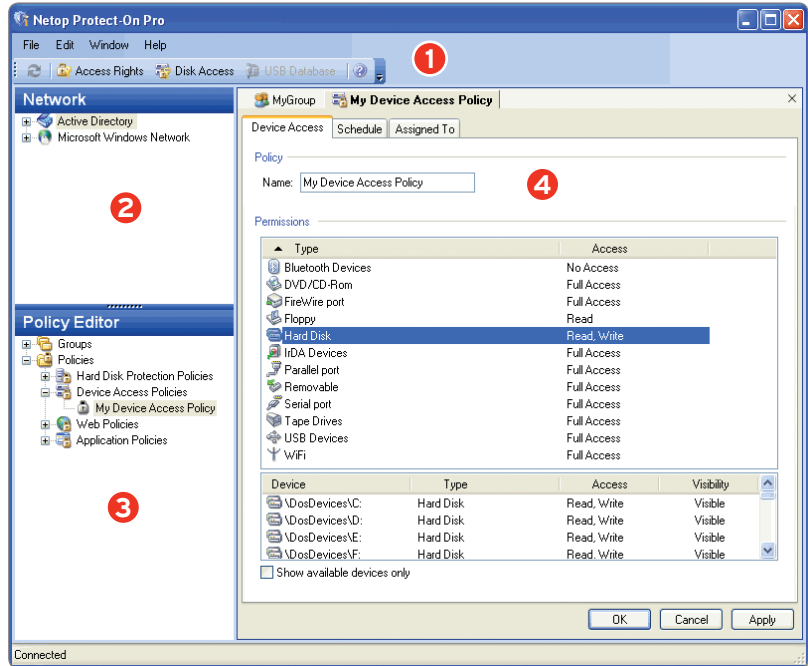 Netop Protect-On Pro
File Edit Window Help
1
Access Rights Disk Access USB Database
Network
Active Directory
Microsoft Windows Network
2
Policy Editor
Groups
Policies
Hard Disk Protection Policies
Device Access Policies
My Device Access Policy
Web Policies
Application Policies
3
MyGroup My Device Access Policy
Device Access Schedule Assigned To
Policy
Name: My Device Access Policy
4
Permissions
Type Access
Bluetooth Devices No Access
DVD/CD-Rom Full Access
FireWire port Full Access
Floppy Read
Hard Disk Read, Write
IrDA Devices Full Access
Parallel port Full Access
Removable Full Access
Serial port Full Access
Tape Drives Full Access
USB Devices Full Access
WiFi Full Access
Device Type Access Visibility
\DosDevices\C: Hard Disk Read, Write Visible
\DosDevices\D: Hard Disk Read, Write Visible
\DosDevices\E: Hard Disk Read, Write Visible
\DosDevices\F: Hard Disk Read, Write Visible
Show available devices only
OK Cancel Apply
Connected